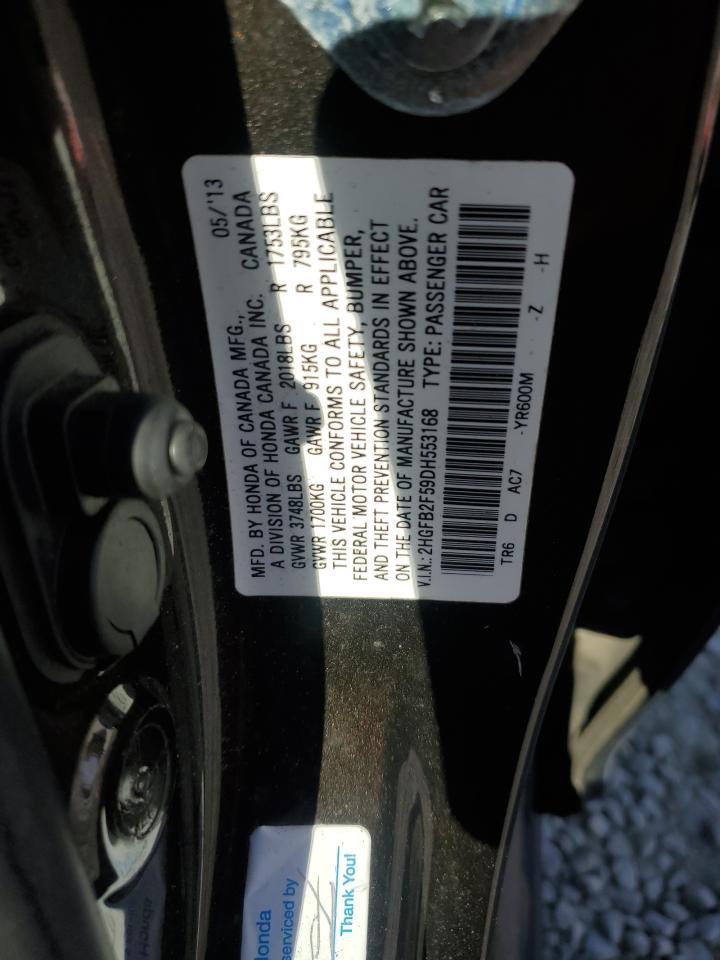 MFD. BY HONDA OF CANADA MFG., 05/'13
A DIVISION OF HONDA CANADA INC. CANADA
GVWR 3748LBS GAWR F 2018LBS R 1753LBS
GVWR 1700KG GAWR F 915KG R 795KG
THIS VEHICLE CONFORMS TO ALL APPLICABLE
FEDERAL MOTOR VEHICLE SAFETY, BUMPER,
AND THEFT PREVENTION STANDARDS IN EFFECT
ON THE DATE OF MANUFACTURE SHOWN ABOVE.
V.I.N.: 2HGFB2F59DH553168 TYPE: PASSENGER CAR
TR6 D AC7 -YR600M -Z -H
Honda
serviced by
Thank You!